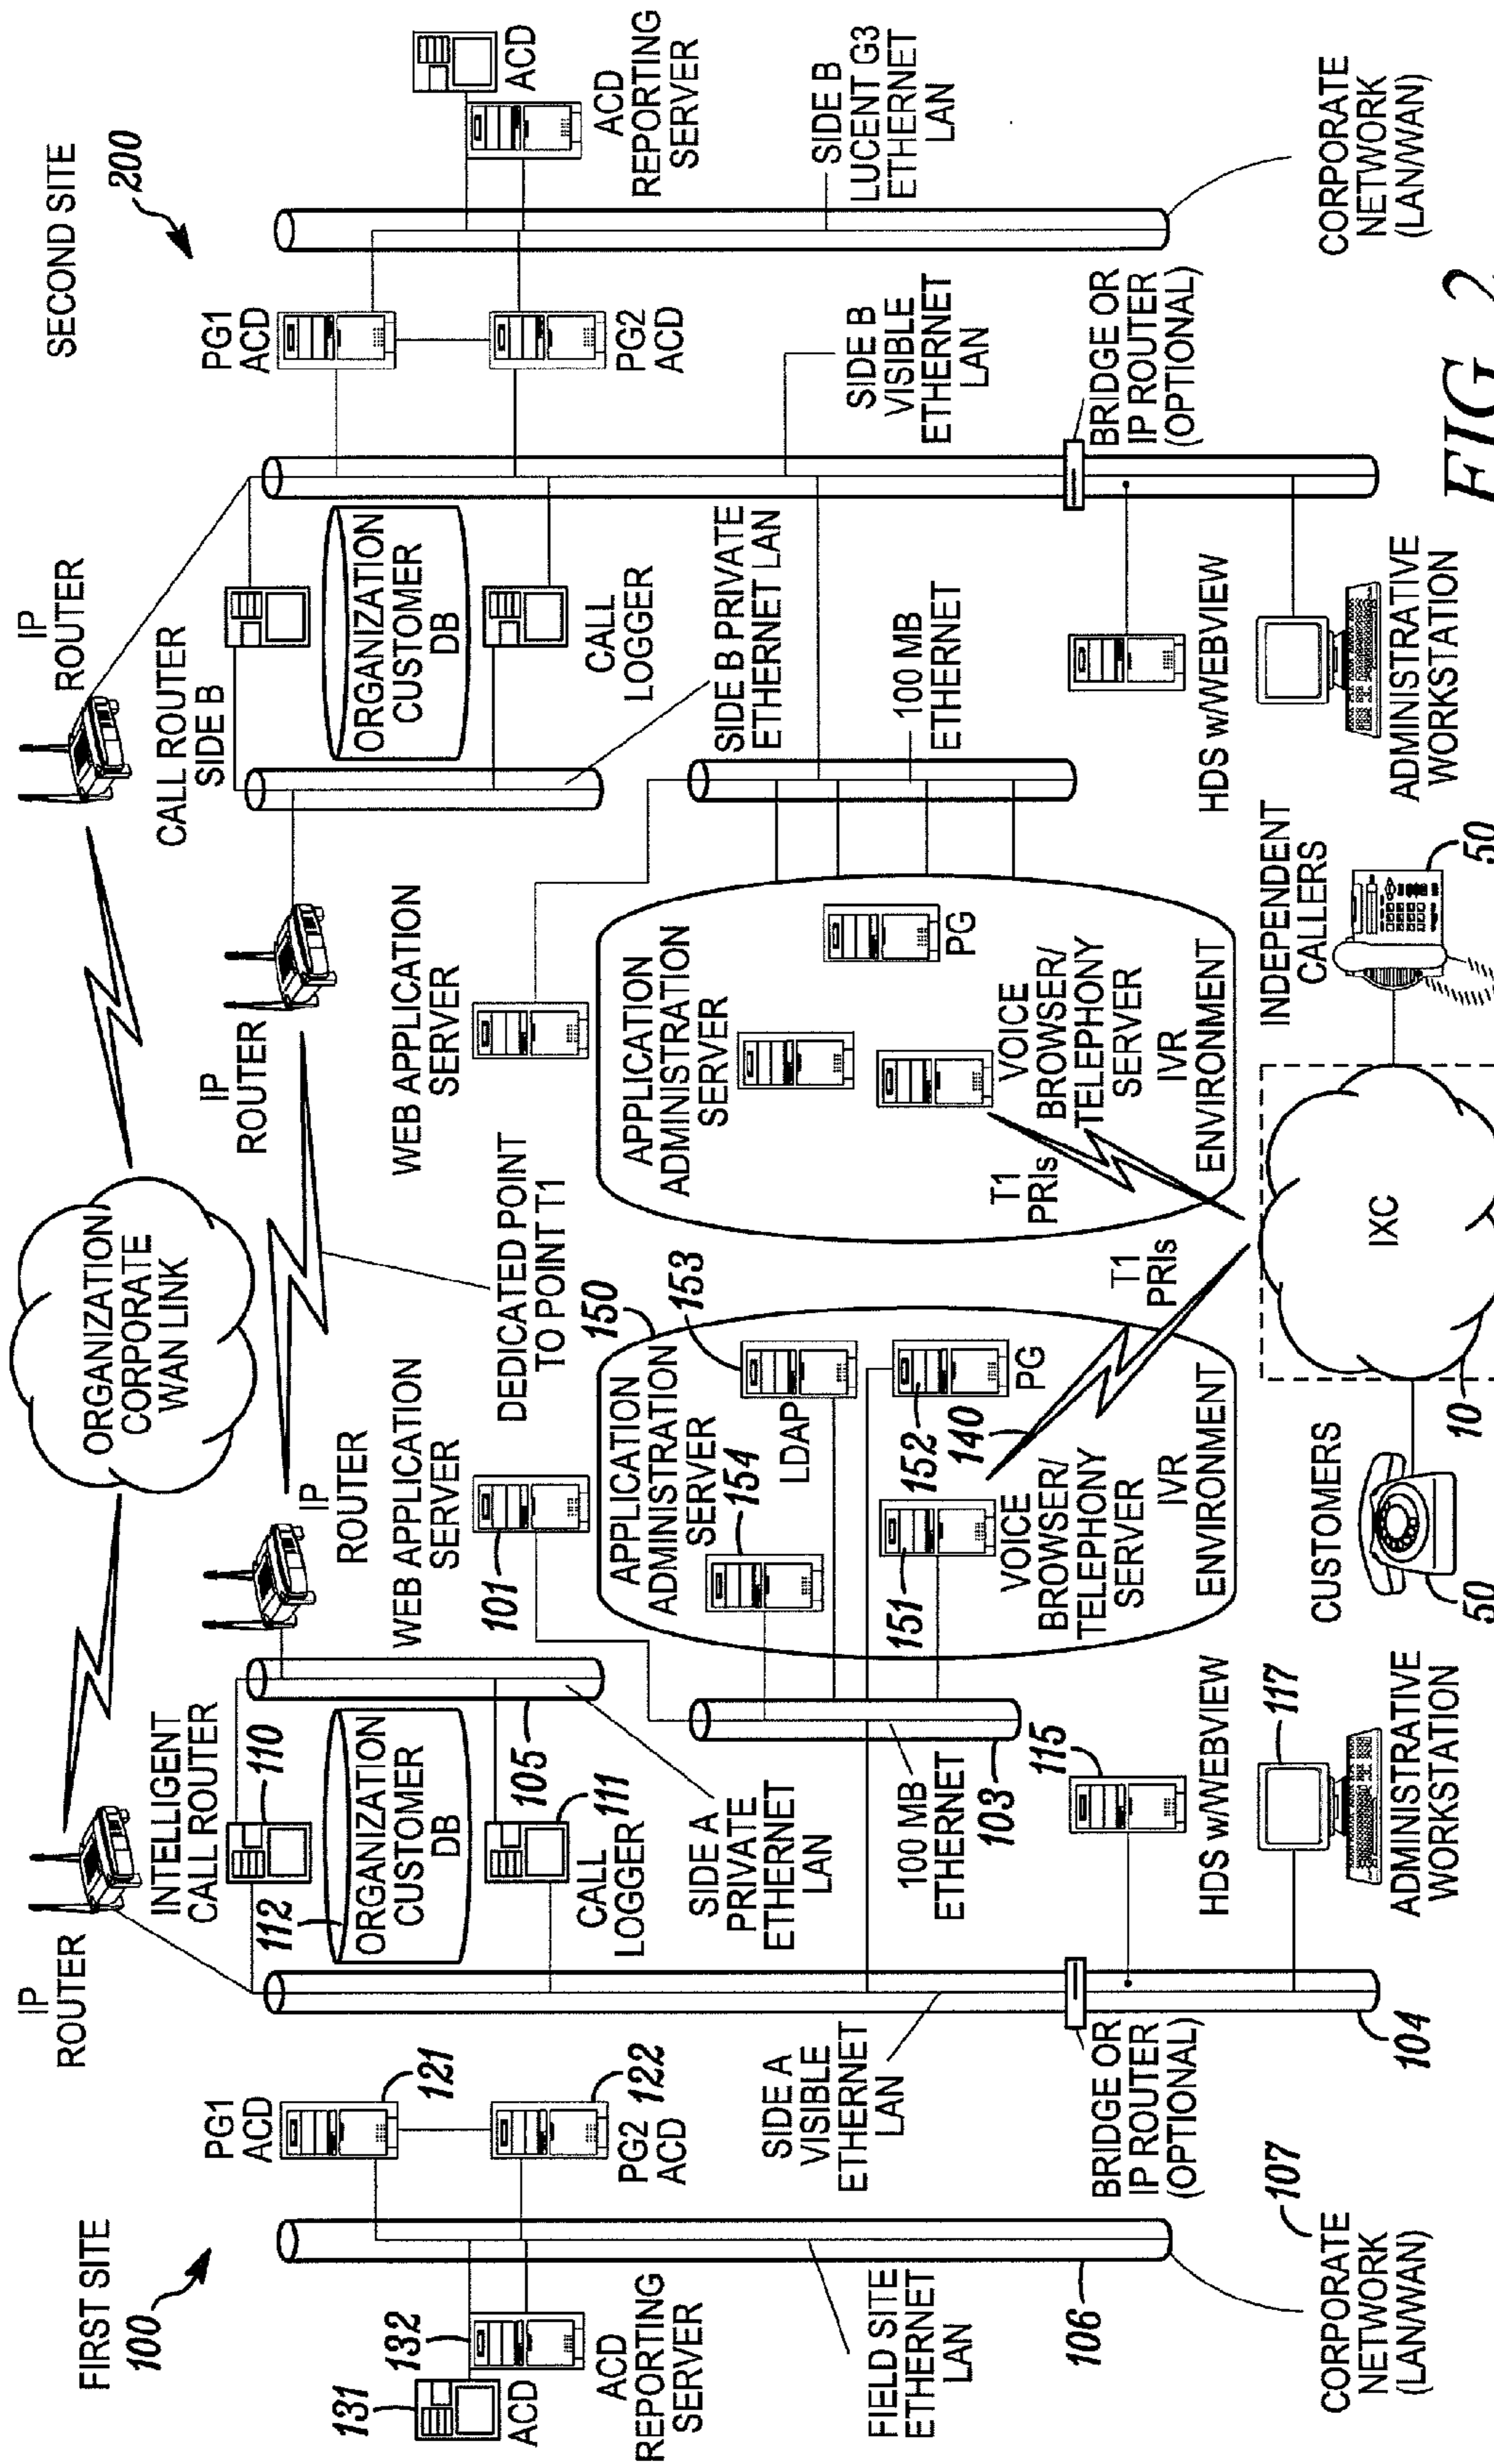 FIRST SITE
100
SECOND SITE
200
IP
ROUTER
ORGANIZATION/
CORPORATE
WAN LINK
IP
ROUTER
PG1
ACD
121
PG2
ACD
122
131
ACD
132
ACD
REPORTING
SERVER
FIELD SITE
ETHERNET
LAN
106
107
CORPORATE
NETWORK
(LAN/WAN)
INTELLIGENT
CALL ROUTER
110
112
ORGANIZATION
CUSTOMER
DB
105
CALL
LOGGER
111
SIDE A
PRIVATE
ETHERNET
LAN
SIDE A
VISIBLE
ETHERNET
LAN
BRIDGE OR
IP ROUTER
(OPTIONAL)
104
IP
ROUTER
WEB APPLICATION
SERVER
101
100 MB
ETHERNET
103
115
HDS w/WEBVIEW
117
ADMINISTRATIVE
WORKSTATION
DEDICATED POINT
TO POINT T1
150
APPLICATION
ADMINISTRATION
SERVER
154
153
LDAP
152
PG
140
151
VOICE
BROWSER/
TELEPHONY
SERVER
IVR
ENVIRONMENT
T1
PRIs
CUSTOMERS
50
IXC
10
INDEPENDENT
CALLERS
50
IP
ROUTER
WEB APPLICATION
SERVER
APPLICATION
ADMINISTRATION
SERVER
PG
VOICE
BROWSER/
TELEPHONY
SERVER
IVR
ENVIRONMENT
T1
PRIs
CALL ROUTER
SIDE B
ORGANIZATION
CUSTOMER
DB
CALL
LOGGER
SIDE B PRIVATE
ETHERNET LAN
100 MB
ETHERNET
HDS w/WEBVIEW
ADMINISTRATIVE
WORKSTATION
PG1
ACD
PG2
ACD
SIDE B
VISIBLE
ETHERNET
LAN
BRIDGE OR
IP ROUTER
(OPTIONAL)
ACD
ACD
REPORTING
SERVER
SIDE B
LUCENT G3
ETHERNET
LAN
CORPORATE
NETWORK
(LAN/WAN)
FIG. 2